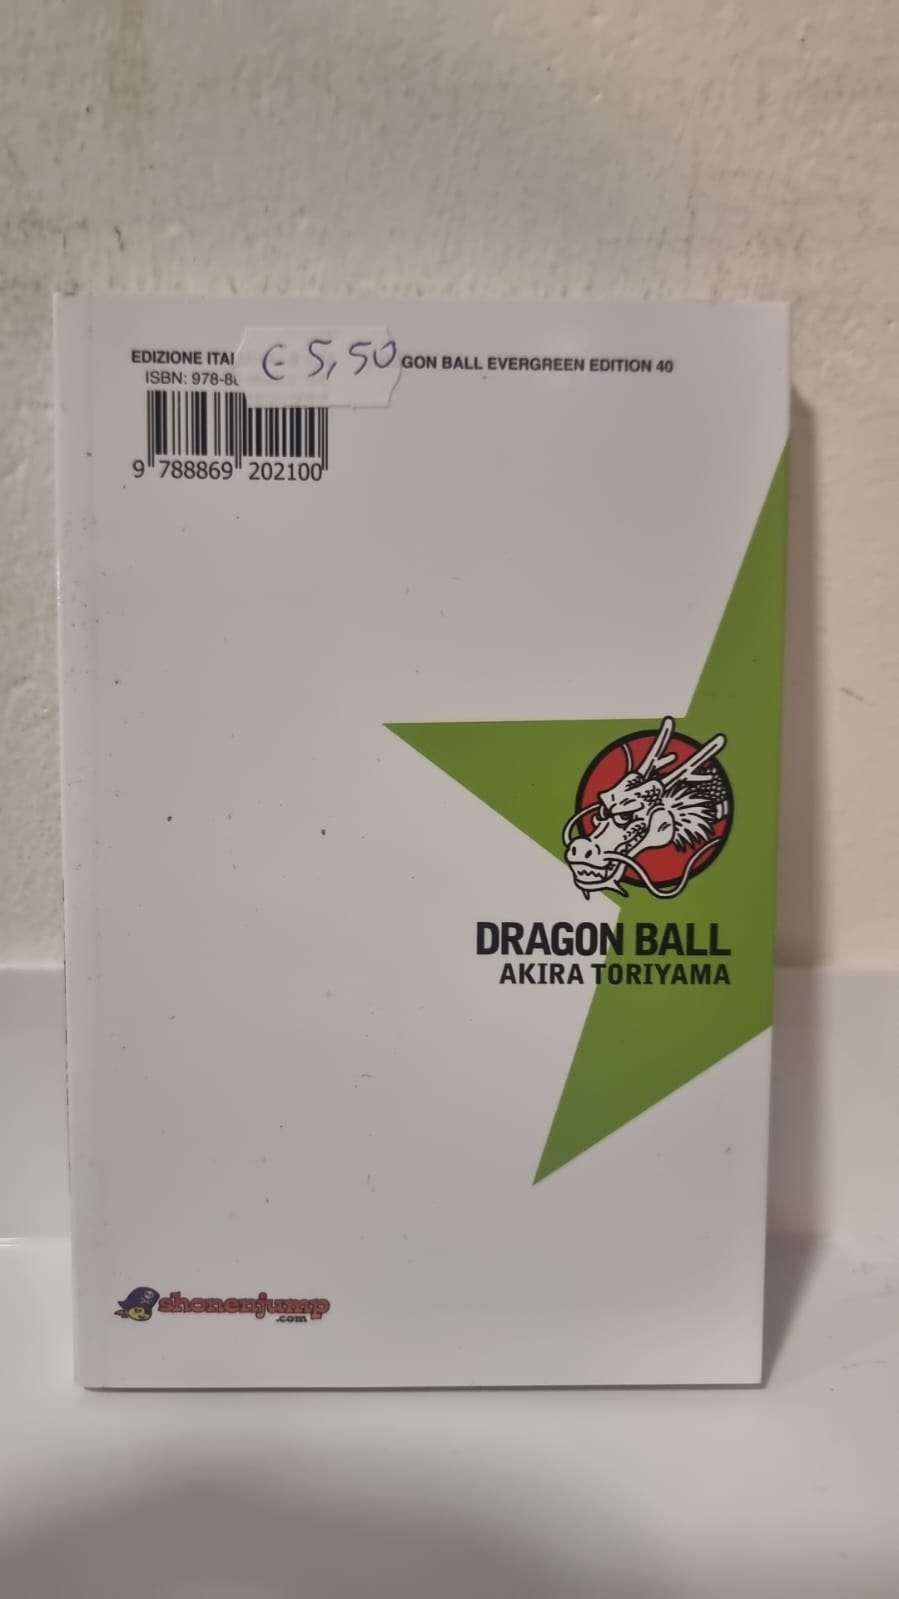 EDIZIONE ITA € 5,50 GON BALL EVERGREEN EDITION 40
ISBN: 978-8
9 788869 202100
DRAGON BALL
AKIRA TORIYAMA
shonenjump
.com